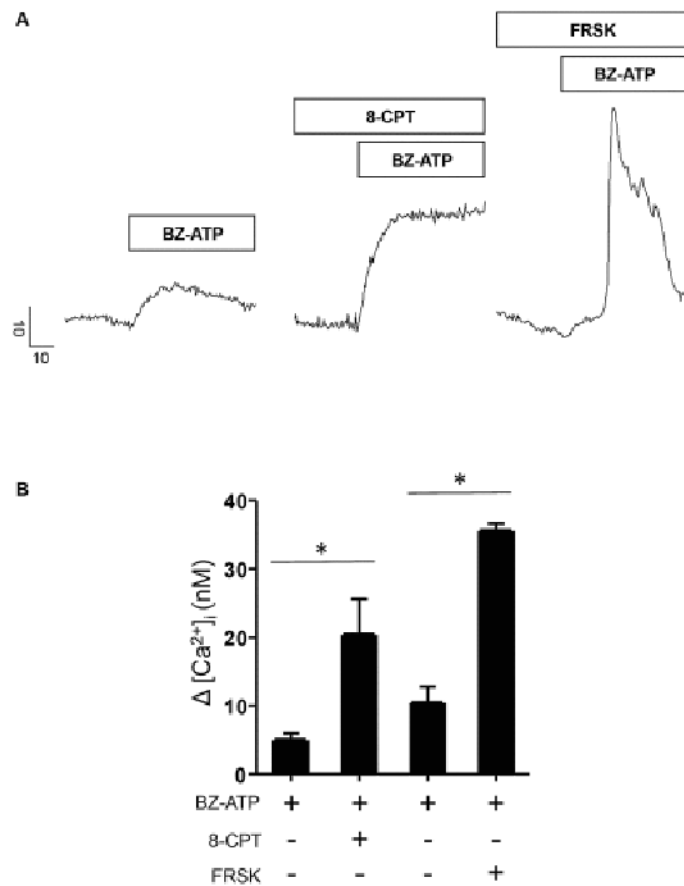 A
FRSK
BZ-ATP
8-CPT
BZ-ATP
BZ-ATP
10
10
B
*
*
40
30
20
10
0
Δ [Ca²⁺]ᵢ (nM)
BZ-ATP + + + +
8-CPT - + - -
FRSK - - - +